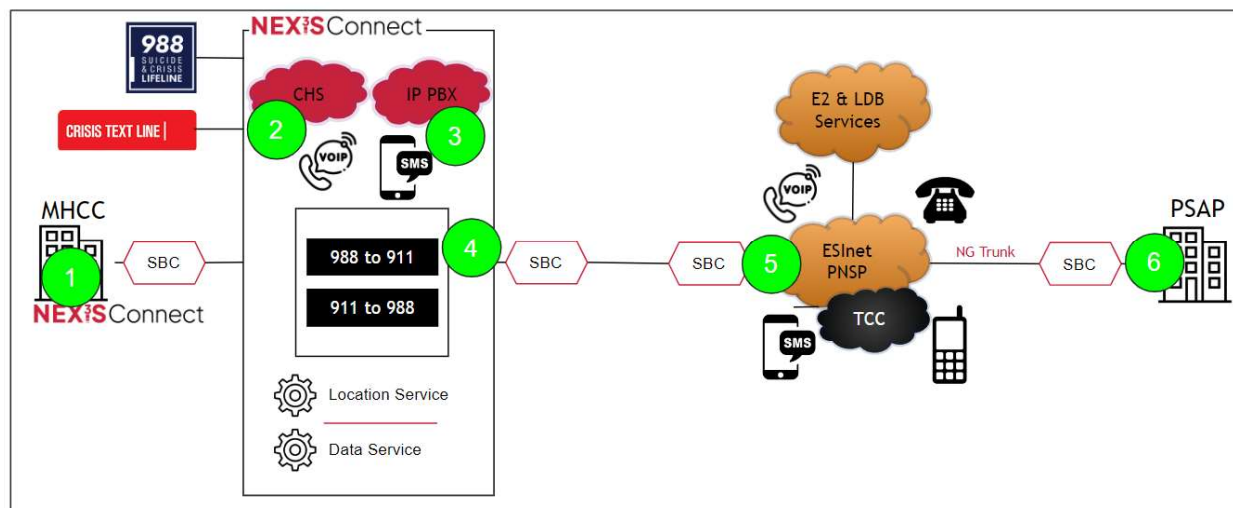 988
SUICIDE
& CRISIS
LIFELINE
CRISIS TEXT LINE|
MHCC
1
NEXiS Connect
SBC
NEXiS Connect
CHS
2
IP PBX
3
VOIP
SMS
988 to 911
911 to 988
4
Location Service
Data Service
SBC
SBC
5
E2 & LDB
Services
VOIP
ESInet
PNSP
TCC
SMS
NG Trunk
SBC
PSAP
6